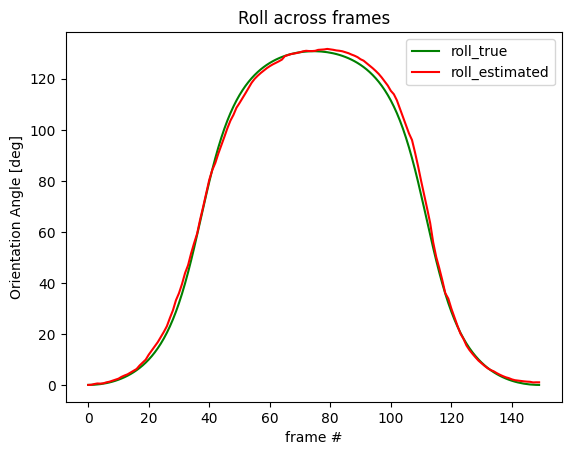 Roll across frames
roll_true
roll_estimated
Orientation Angle [deg]
120
100
80
60
40
20
0
0 20 40 60 80 100 120 140
frame #